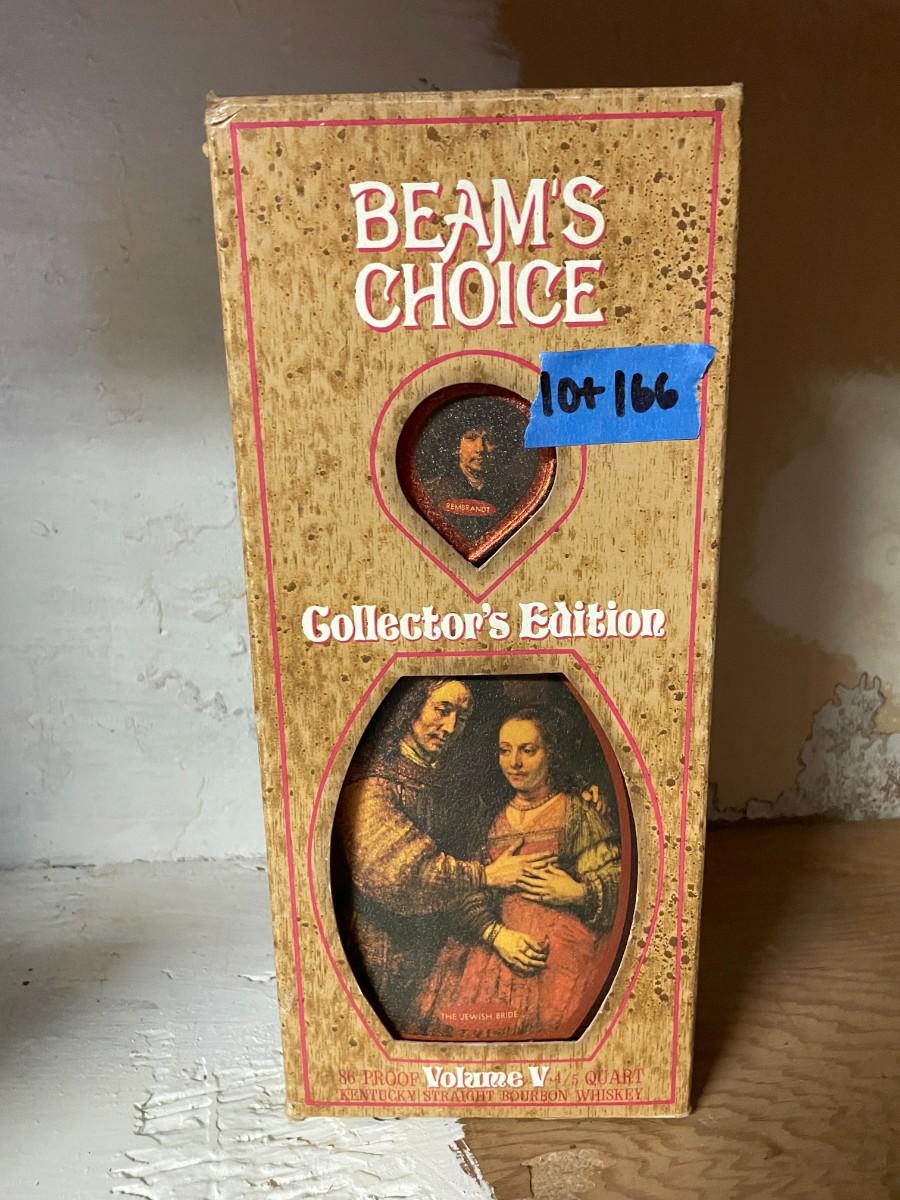 BEAM'S
CHOICE
10+ 166
REMBRANDT
Collector's Edition
THE JEWISH BRIDE
86 PROOF Volume V 4/5 QUART
KENTUCKY STRAIGHT BOURBON WHISKEY